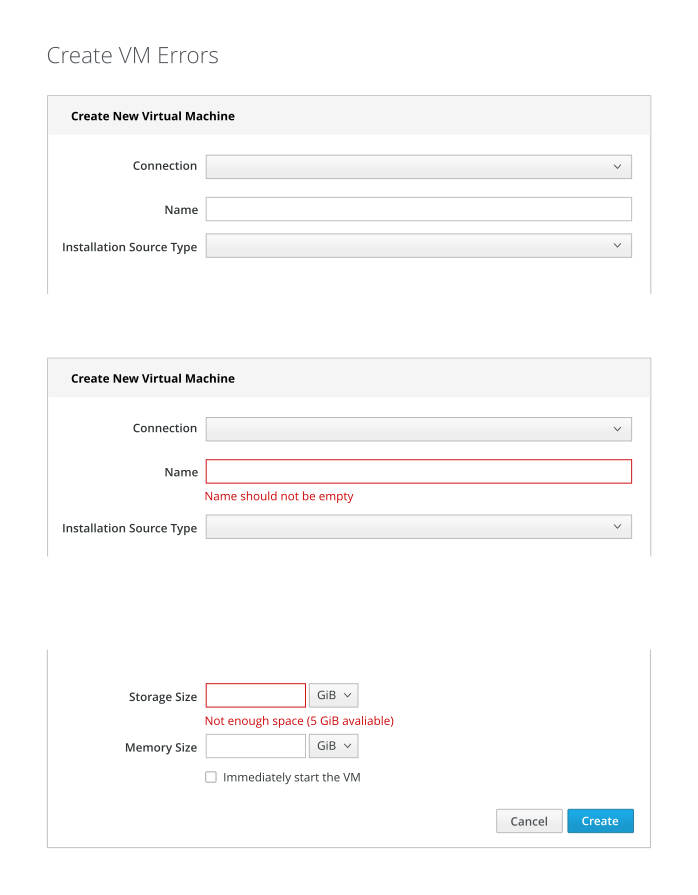 Create VM Errors
Create New Virtual Machine
Connection
Name
Installation Source Type
Create New Virtual Machine
Connection
Name
Name should not be empty
Installation Source Type
Storage Size GiB
Not enough space (5 GiB avaliable)
Memory Size GiB
Immediately start the VM
Cancel Create